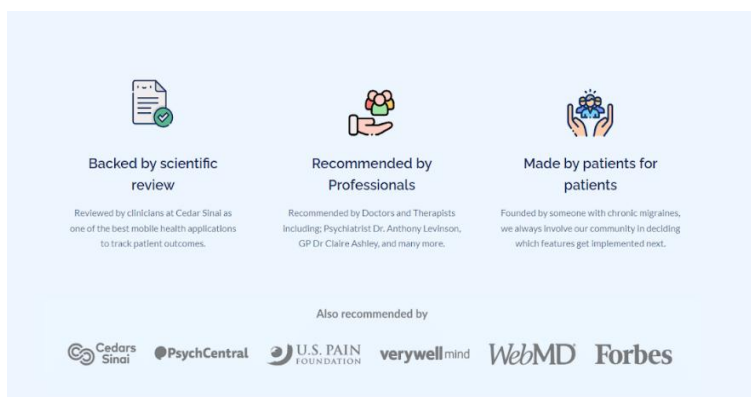 Backed by scientific
review
Reviewed by clinicians at Cedar Sinai as
one of the best mobile health applications
to track patient outcomes.
Recommended by
Professionals
Recommended by Doctors and Therapists
including; Psychiatrist Dr. Anthony Levinson,
GP Dr Claire Ashley, and many more.
Made by patients for
patients
Founded by someone with chronic migraines,
we always involve our community in deciding
which features get implemented next.
Also recommended by
Cedars
Sinai
PsychCentral
U.S. PAIN
FOUNDATION
verywell mind
WebMD
Forbes